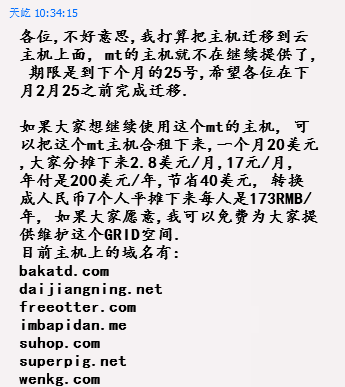 天屹 10:34:15
各位,不好意思,我打算把主机迁移到云
主机上面, mt的主机就不在继续提供了,
期限是到下个月的25号,希望各位在下
月2月25之前完成迁移.
如果大家想继续使用这个mt的主机, 可
以把这个mt主机合租下来,一个月20美元
,大家分摊下来2.8美元/月,17元/月,
年付是200美元/年,节省40美元, 转换
成人民币7个人平摊下来每人是173RMB/
年, 如果大家愿意,我可以免费为大家提
供维护这个GRID空间.
目前主机上的域名有:
bakatd.com
daijiangning.net
freeotter.com
imbapidan.me
suhop.com
superpig.net
wenkg.com